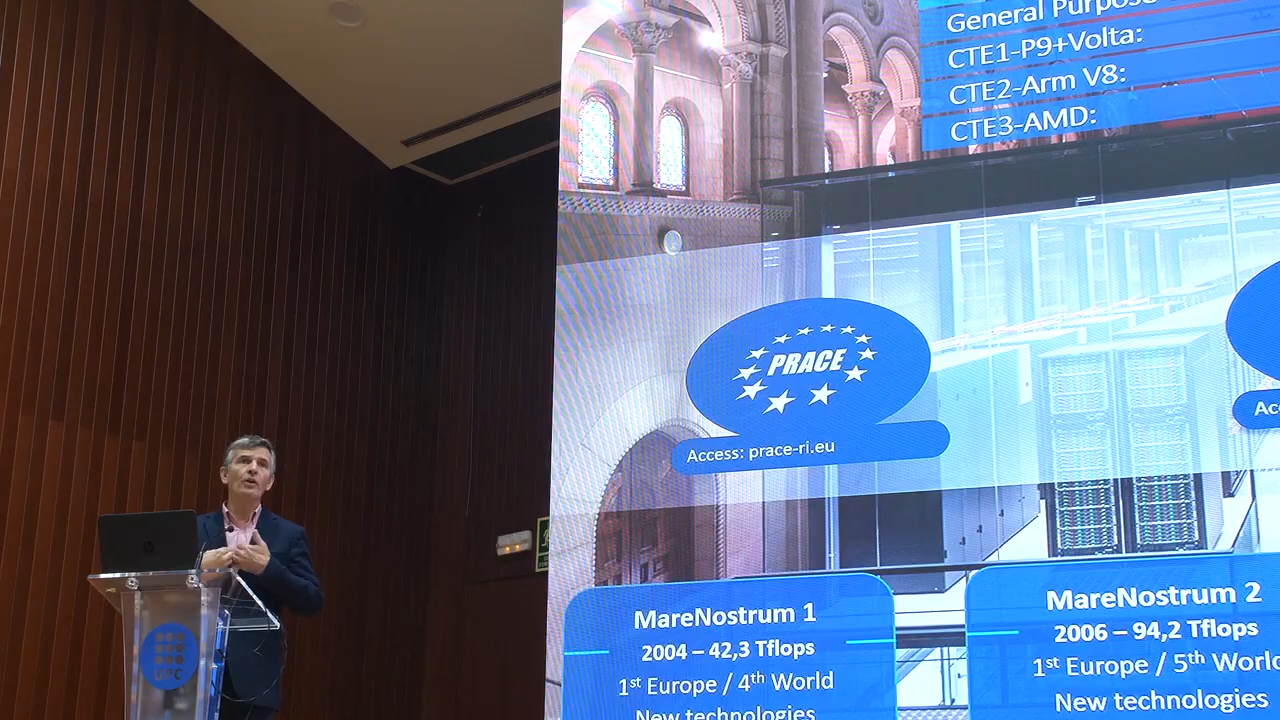 General Purpose
CTE1-P9+Volta:
CTE2-Arm V8:
CTE3-AMD:
PRACE
Access: prace-ri.eu
MareNostrum 1
2004 – 42,3 Tflops
1st Europe / 4th World
New technologies
MareNostrum 2
2006 – 94,2 Tflops
1st Europe / 5th World
New technologies
UPC